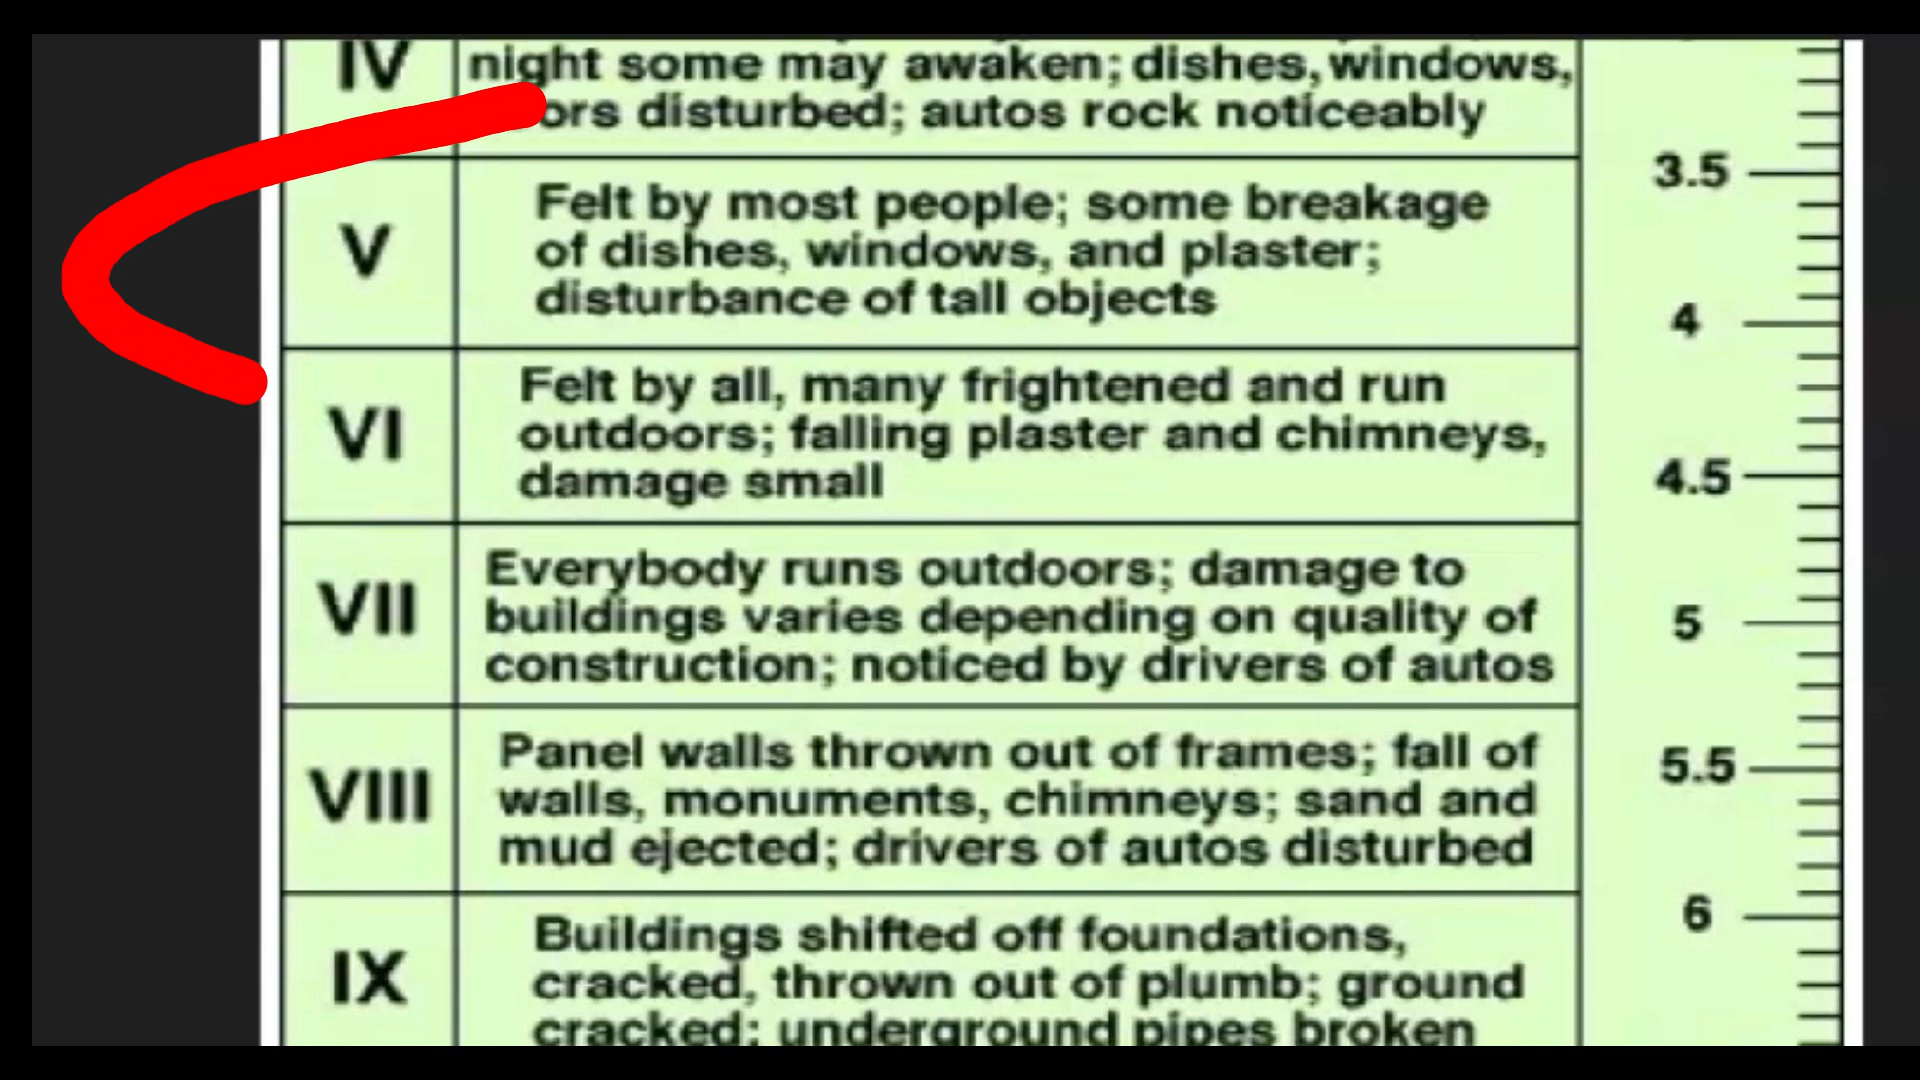 IV
night some may awaken; dishes, windows,
ors disturbed; autos rock noticeably
V
Felt by most people; some breakage
of dishes, windows, and plaster;
disturbance of tall objects
VI
Felt by all, many frightened and run
outdoors; falling plaster and chimneys,
damage small
VII
Everybody runs outdoors; damage to
buildings varies depending on quality of
construction; noticed by drivers of autos
VIII
Panel walls thrown out of frames; fall of
walls, monuments, chimneys; sand and
mud ejected; drivers of autos disturbed
IX
Buildings shifted off foundations,
cracked, thrown out of plumb; ground
cracked; underground pipes broken
3.5
4
4.5
5
5.5
6